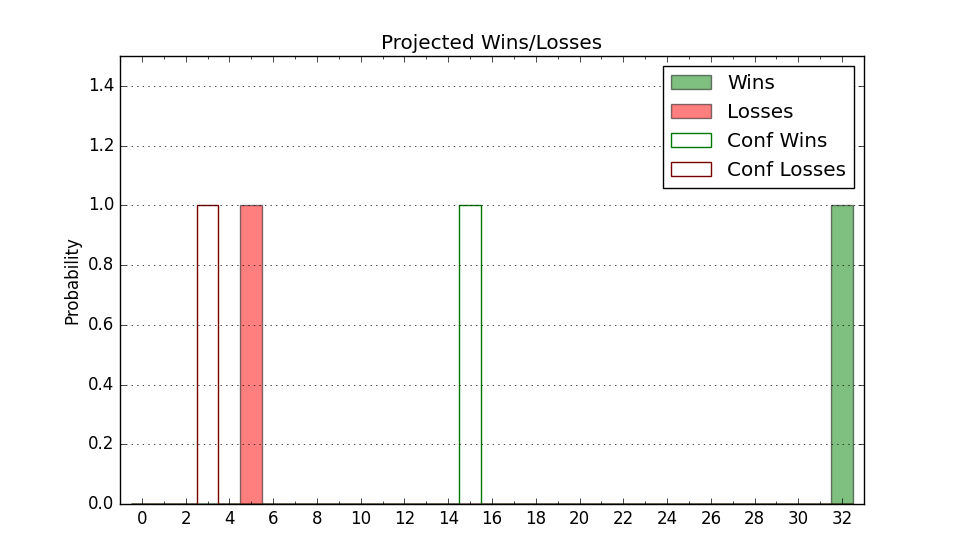 Projected Wins/Losses
Wins
Losses
Conf Wins
Conf Losses
Probability
1.4
1.2
1.0
0.8
0.6
0.4
0.2
0.0
0 2 4 6 8 10 12 14 16 18 20 22 24 26 28 30 32